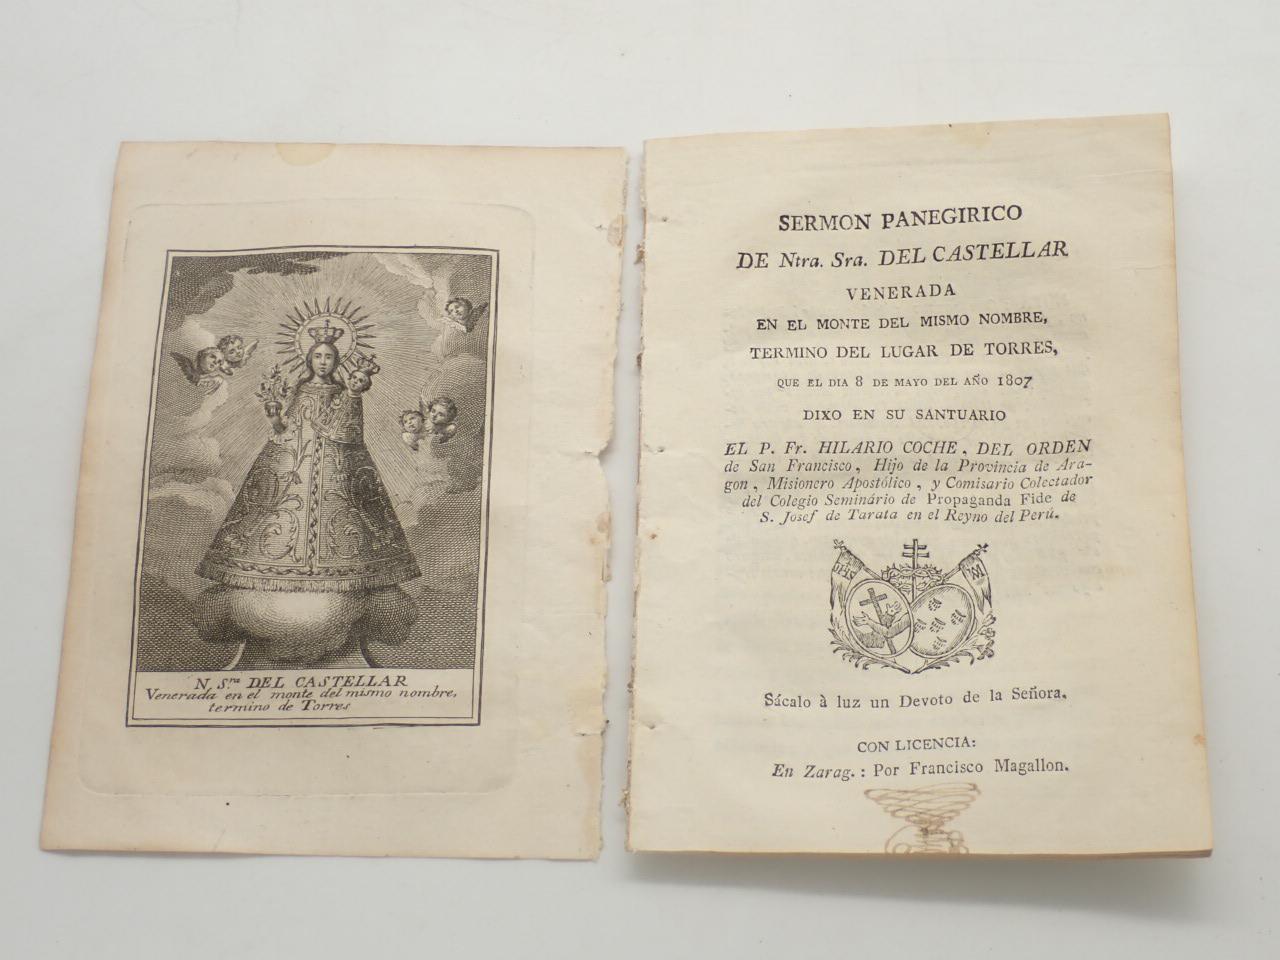 N. S.ra DEL CASTELLAR
Venerada en el monte del mismo nombre,
termino de Torres
SERMON PANEGIRICO
DE Ntra. Sra. DEL CASTELLAR
VENERADA
EN EL MONTE DEL MISMO NOMBRE,
TERMINO DEL LUGAR DE TORRES,
QUE EL DIA 8 DE MAYO DEL AÑO 1807
DIXO EN SU SANTUARIO
EL P. Fr. HILARIO COCHE, DEL ORDEN
de San Francisco, Hijo de la Provincia de Ara-
gon, Misionero Apostólico, y Comisario Colectador
del Colegio Seminário de Propaganda Fide de
S. Josef de Tarata en el Reyno del Perú.
Sácalo à luz un Devoto de la Señora.
CON LICENCIA:
En Zarag.: Por Francisco Magallon.